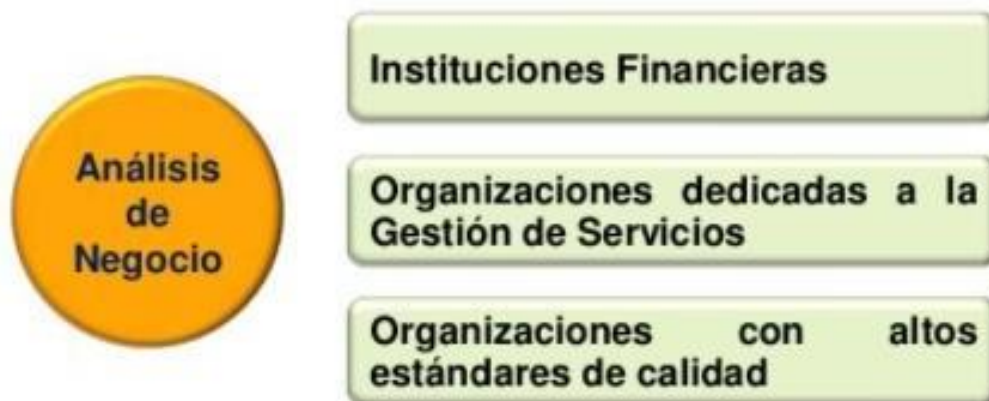 Análisis
de
Negocio
Instituciones Financieras
Organizaciones dedicadas a la
Gestión de Servicios
Organizaciones con altos
estándares de calidad